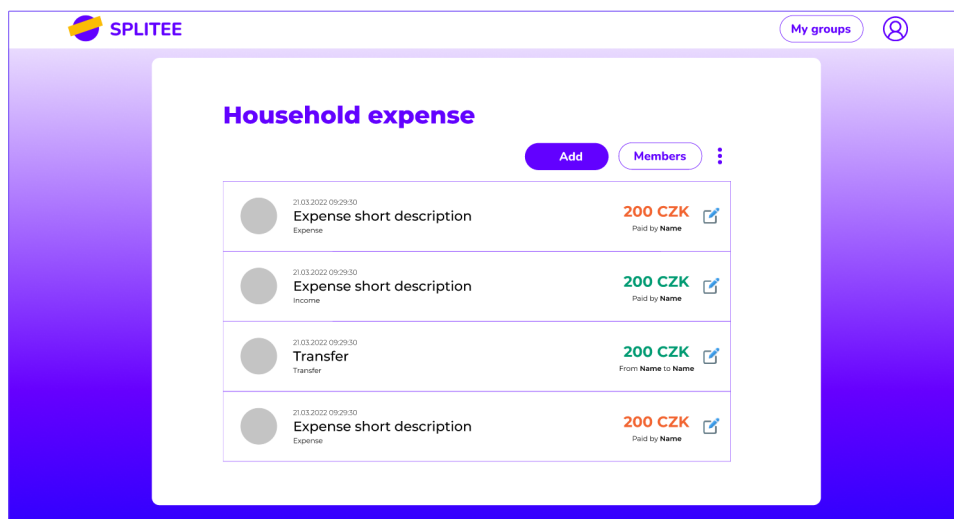 SPLITEE
My groups
Household expense
Add
Members
21.03.2022 09:29:30
Expense short description
Expense
200 CZK
Paid by Name
21.03.2022 09:29:30
Expense short description
Income
200 CZK
Paid by Name
21.03.2022 09:29:30
Transfer
Transfer
200 CZK
From Name to Name
21.03.2022 09:29:30
Expense short description
Expense
200 CZK
Paid by Name